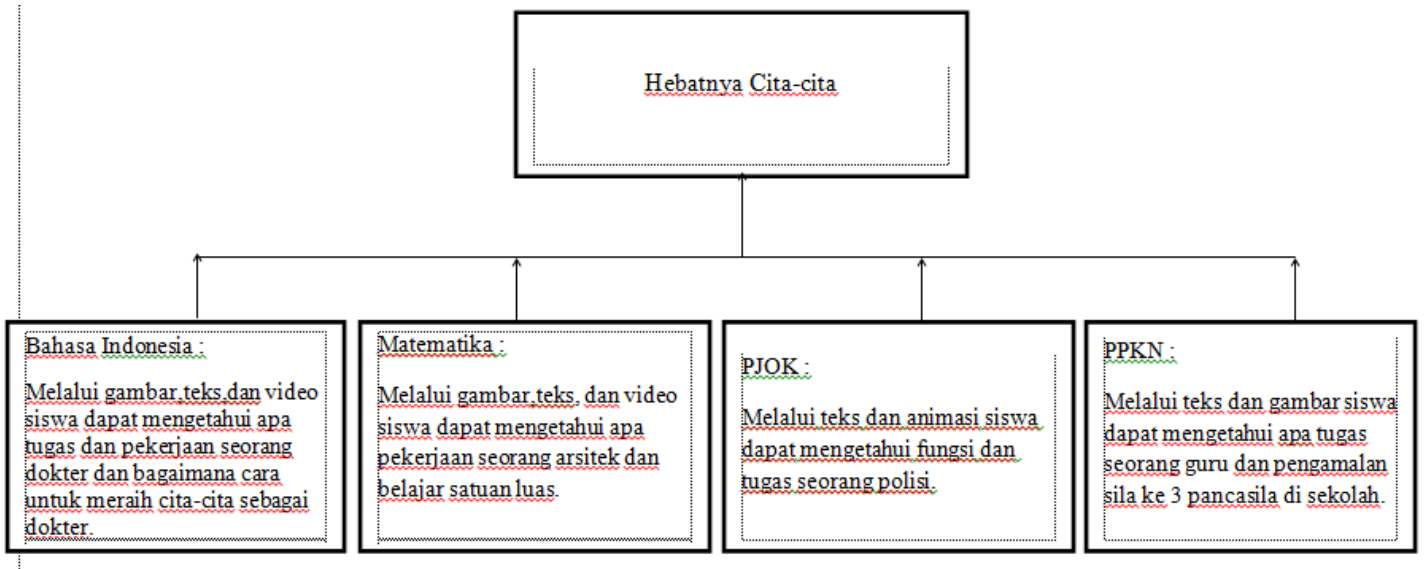 Hebatnya Cita-cita
Bahasa Indonesia :
Melalui gambar,teks,dan video
siswa dapat mengetahui apa
tugas dan pekerjaan seorang
dokter dan bagaimana cara
untuk meraih cita-cita sebagai
dokter.
Matematika :
Melalui gambar,teks, dan video
siswa dapat mengetahui apa
pekerjaan seorang arsitek dan
belajar satuan luas.
PJOK :
Melalui teks dan animasi siswa
dapat mengetahui fungsi dan
tugas seorang polisi.
PPKN :
Melalui teks dan gambar siswa
dapat mengetahui apa tugas
seorang guru dan pengamalan
sila ke 3 pancasila di sekolah.